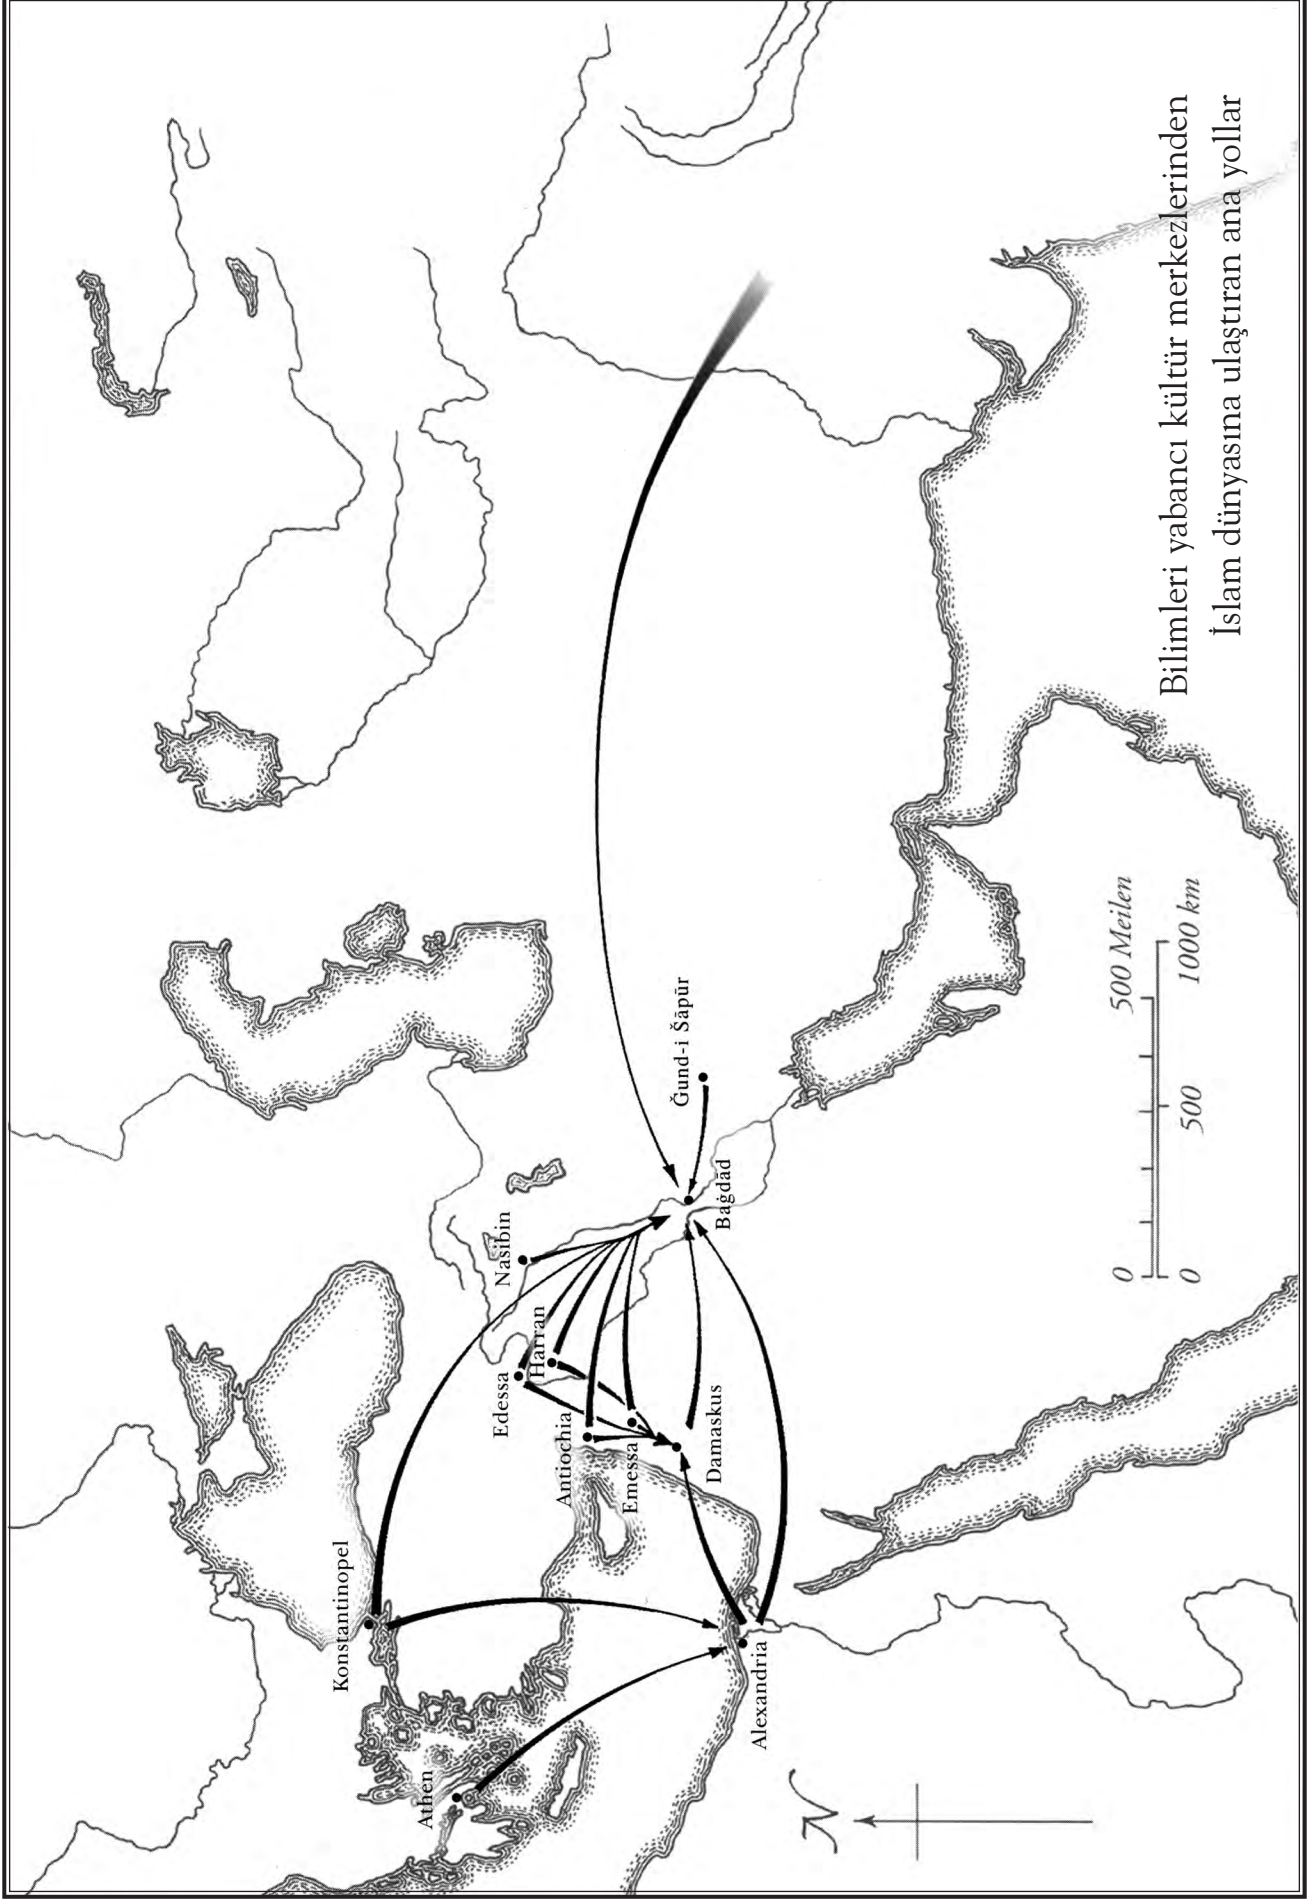 Bilimleri yabancı kültür merkezlerinden
İslam dünyasına ulaştıran ana yollar
Konstantinopel
Athen
Alexandria
Edessa
Harran
Nasibin
Antiochia
Emessa
Damaskus
Baġdād
Ğund-i Šāpūr
N
0 500 Meilen
0 500 1000 km